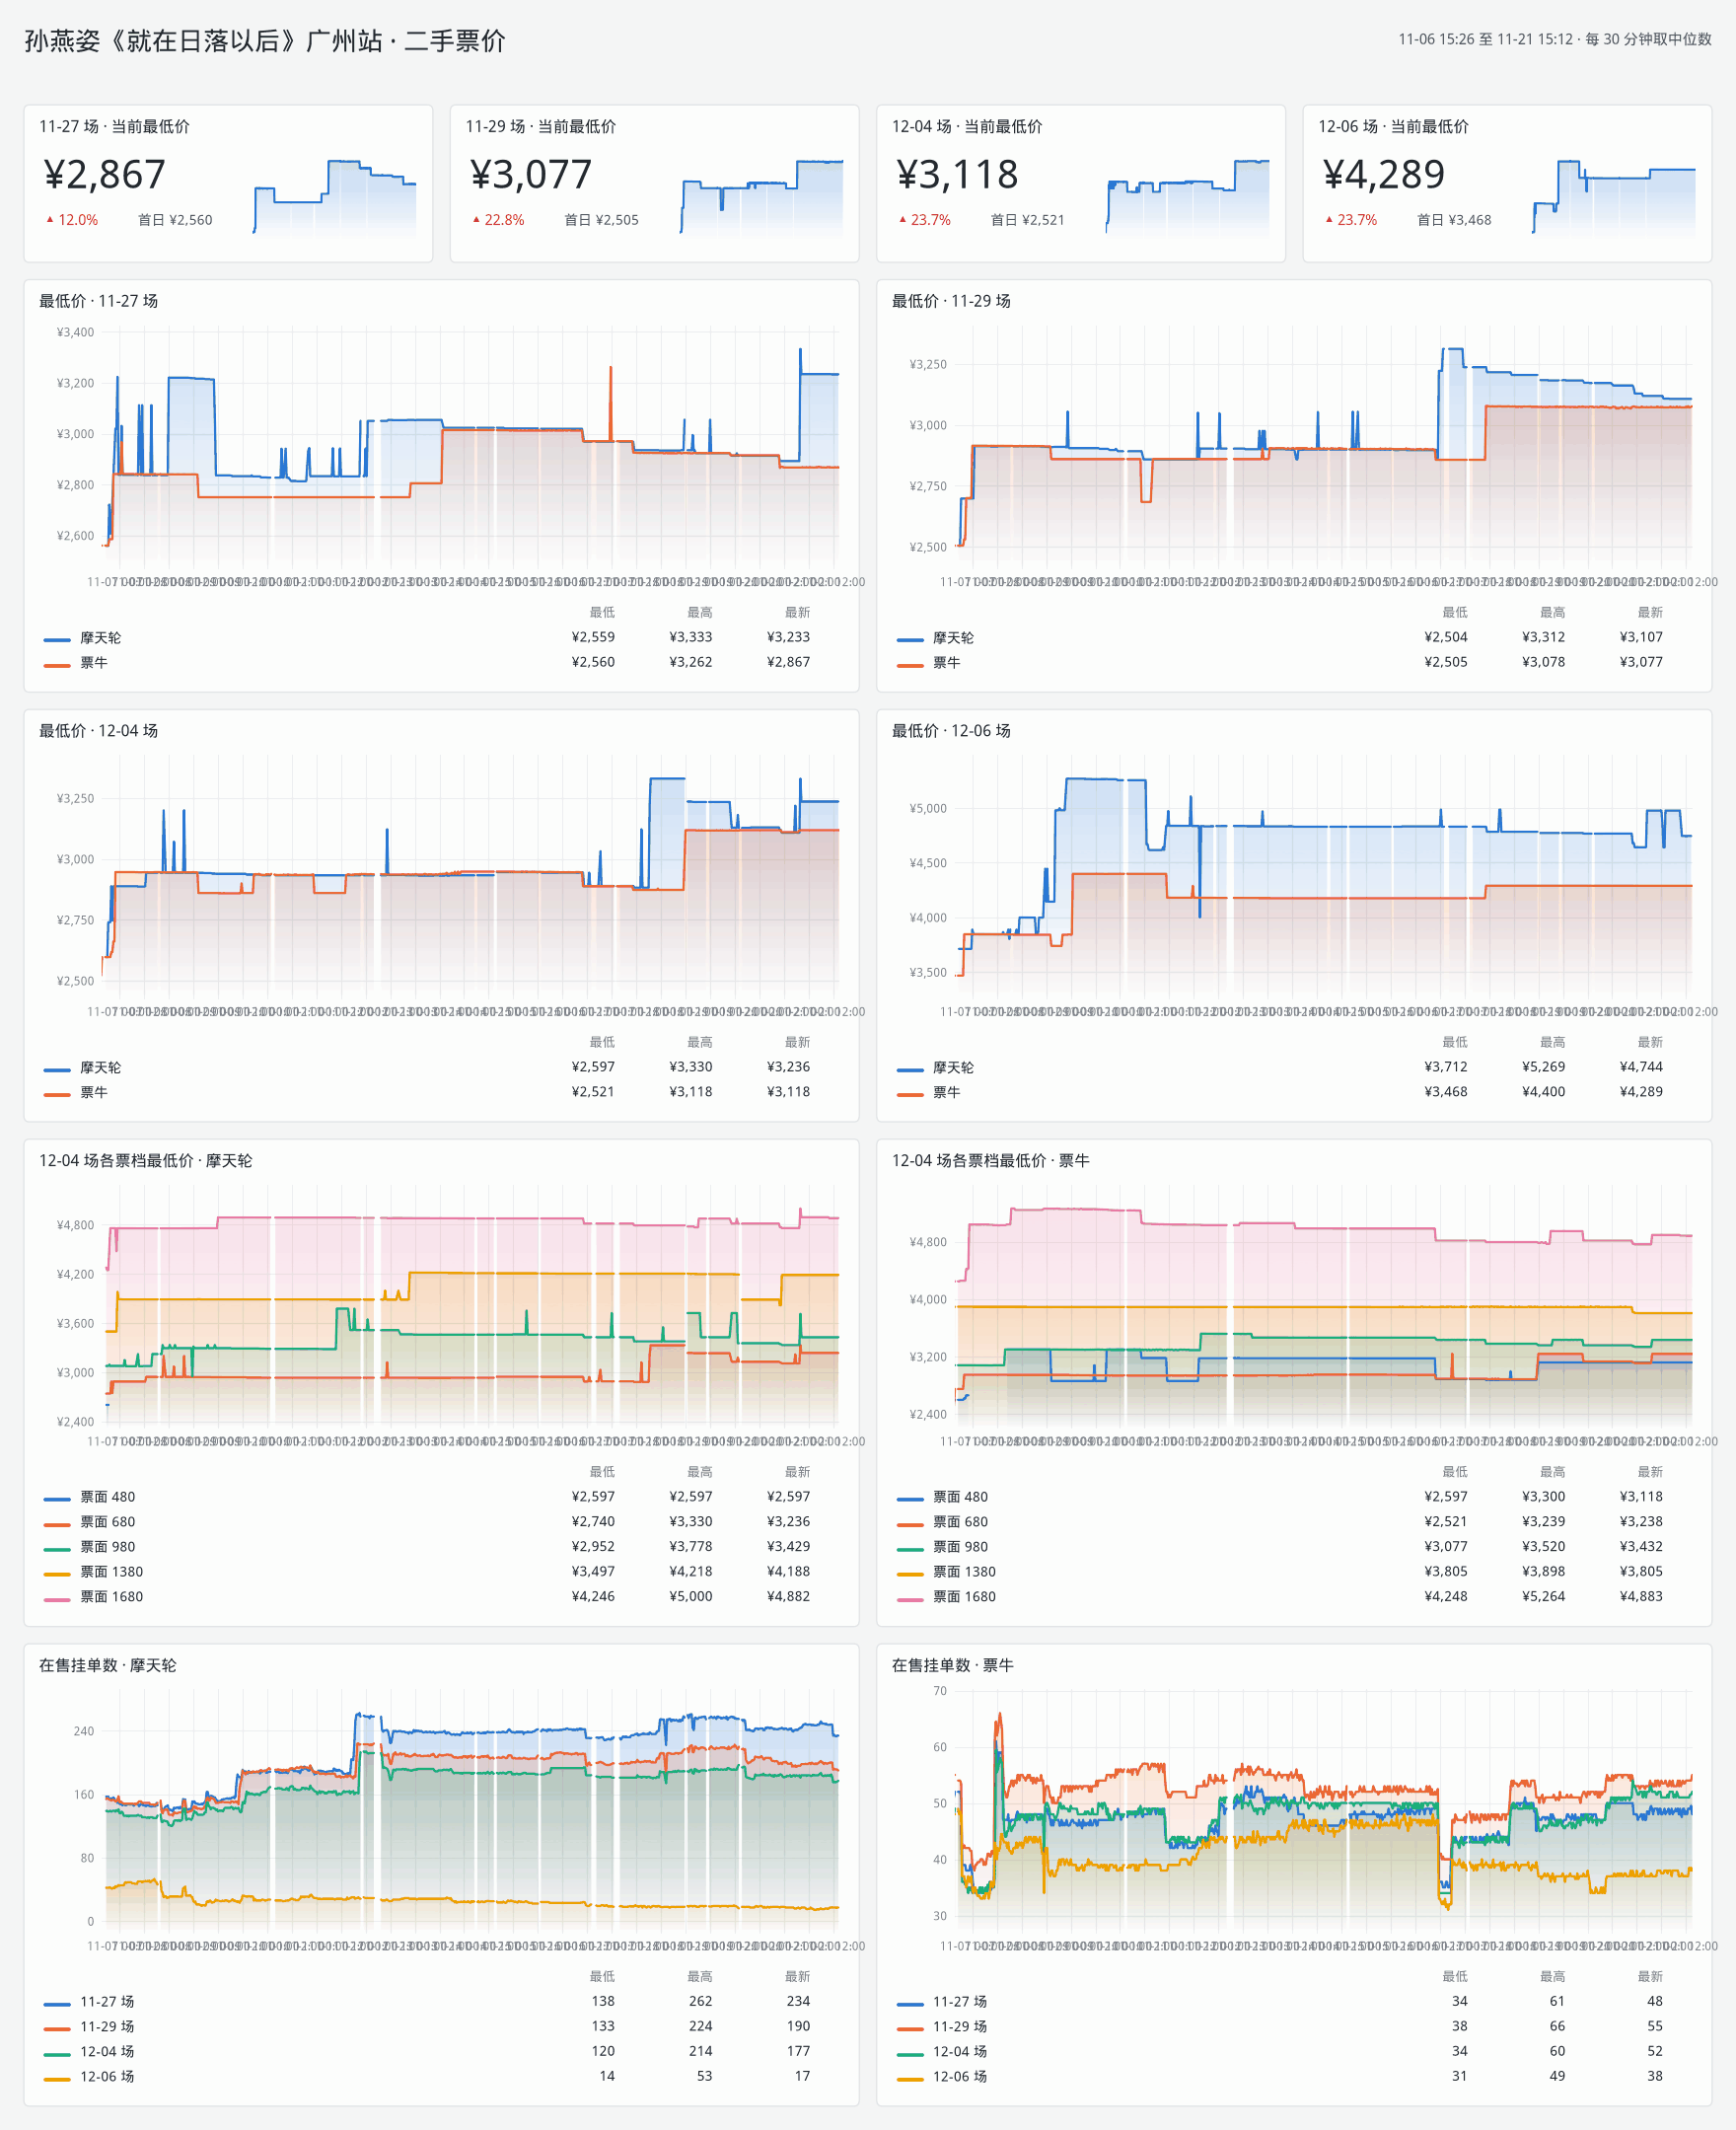 孙燕姿《就在日落以后》广州站 · 二手票价
11-06 15:26 至 11-21 15:12 · 每 30 分钟取中位数
11-27 场 · 当前最低价
¥2,867
▲ 12.0% 首日 ¥2,560
11-29 场 · 当前最低价
¥3,077
▲ 22.8% 首日 ¥2,505
12-04 场 · 当前最低价
¥3,118
▲ 23.7% 首日 ¥2,521
12-06 场 · 当前最低价
¥4,289
▲ 23.7% 首日 ¥3,468
最低价 · 11-27 场
¥3,400
¥3,200
¥3,000
¥2,800
¥2,600
最低 最高 最新
摩天轮 ¥2,559 ¥3,333 ¥3,233
票牛 ¥2,560 ¥3,262 ¥2,867
最低价 · 11-29 场
¥3,250
¥3,000
¥2,750
¥2,500
最低 最高 最新
摩天轮 ¥2,504 ¥3,312 ¥3,107
票牛 ¥2,505 ¥3,078 ¥3,077
最低价 · 12-04 场
¥3,250
¥3,000
¥2,750
¥2,500
最低 最高 最新
摩天轮 ¥2,597 ¥3,330 ¥3,236
票牛 ¥2,521 ¥3,118 ¥3,118
最低价 · 12-06 场
¥5,000
¥4,500
¥4,000
¥3,500
最低 最高 最新
摩天轮 ¥3,712 ¥5,269 ¥4,744
票牛 ¥3,468 ¥4,400 ¥4,289
12-04 场各票档最低价 · 摩天轮
¥4,800
¥4,200
¥3,600
¥3,000
¥2,400
最低 最高 最新
票面 480 ¥2,597 ¥2,597 ¥2,597
票面 680 ¥2,740 ¥3,330 ¥3,236
票面 980 ¥2,952 ¥3,778 ¥3,429
票面 1380 ¥3,497 ¥4,218 ¥4,188
票面 1680 ¥4,246 ¥5,000 ¥4,882
12-04 场各票档最低价 · 票牛
¥4,800
¥4,000
¥3,200
¥2,400
最低 最高 最新
票面 480 ¥2,597 ¥3,300 ¥3,118
票面 680 ¥2,521 ¥3,239 ¥3,238
票面 980 ¥3,077 ¥3,520 ¥3,432
票面 1380 ¥3,805 ¥3,898 ¥3,805
票面 1680 ¥4,248 ¥5,264 ¥4,883
在售挂单数 · 摩天轮
240
160
80
0
最低 最高 最新
11-27 场 138 262 234
11-29 场 133 224 190
12-04 场 120 214 177
12-06 场 14 53 17
在售挂单数 · 票牛
70
60
50
40
30
最低 最高 最新
11-27 场 34 61 48
11-29 场 38 66 55
12-04 场 34 60 52
12-06 场 31 49 38